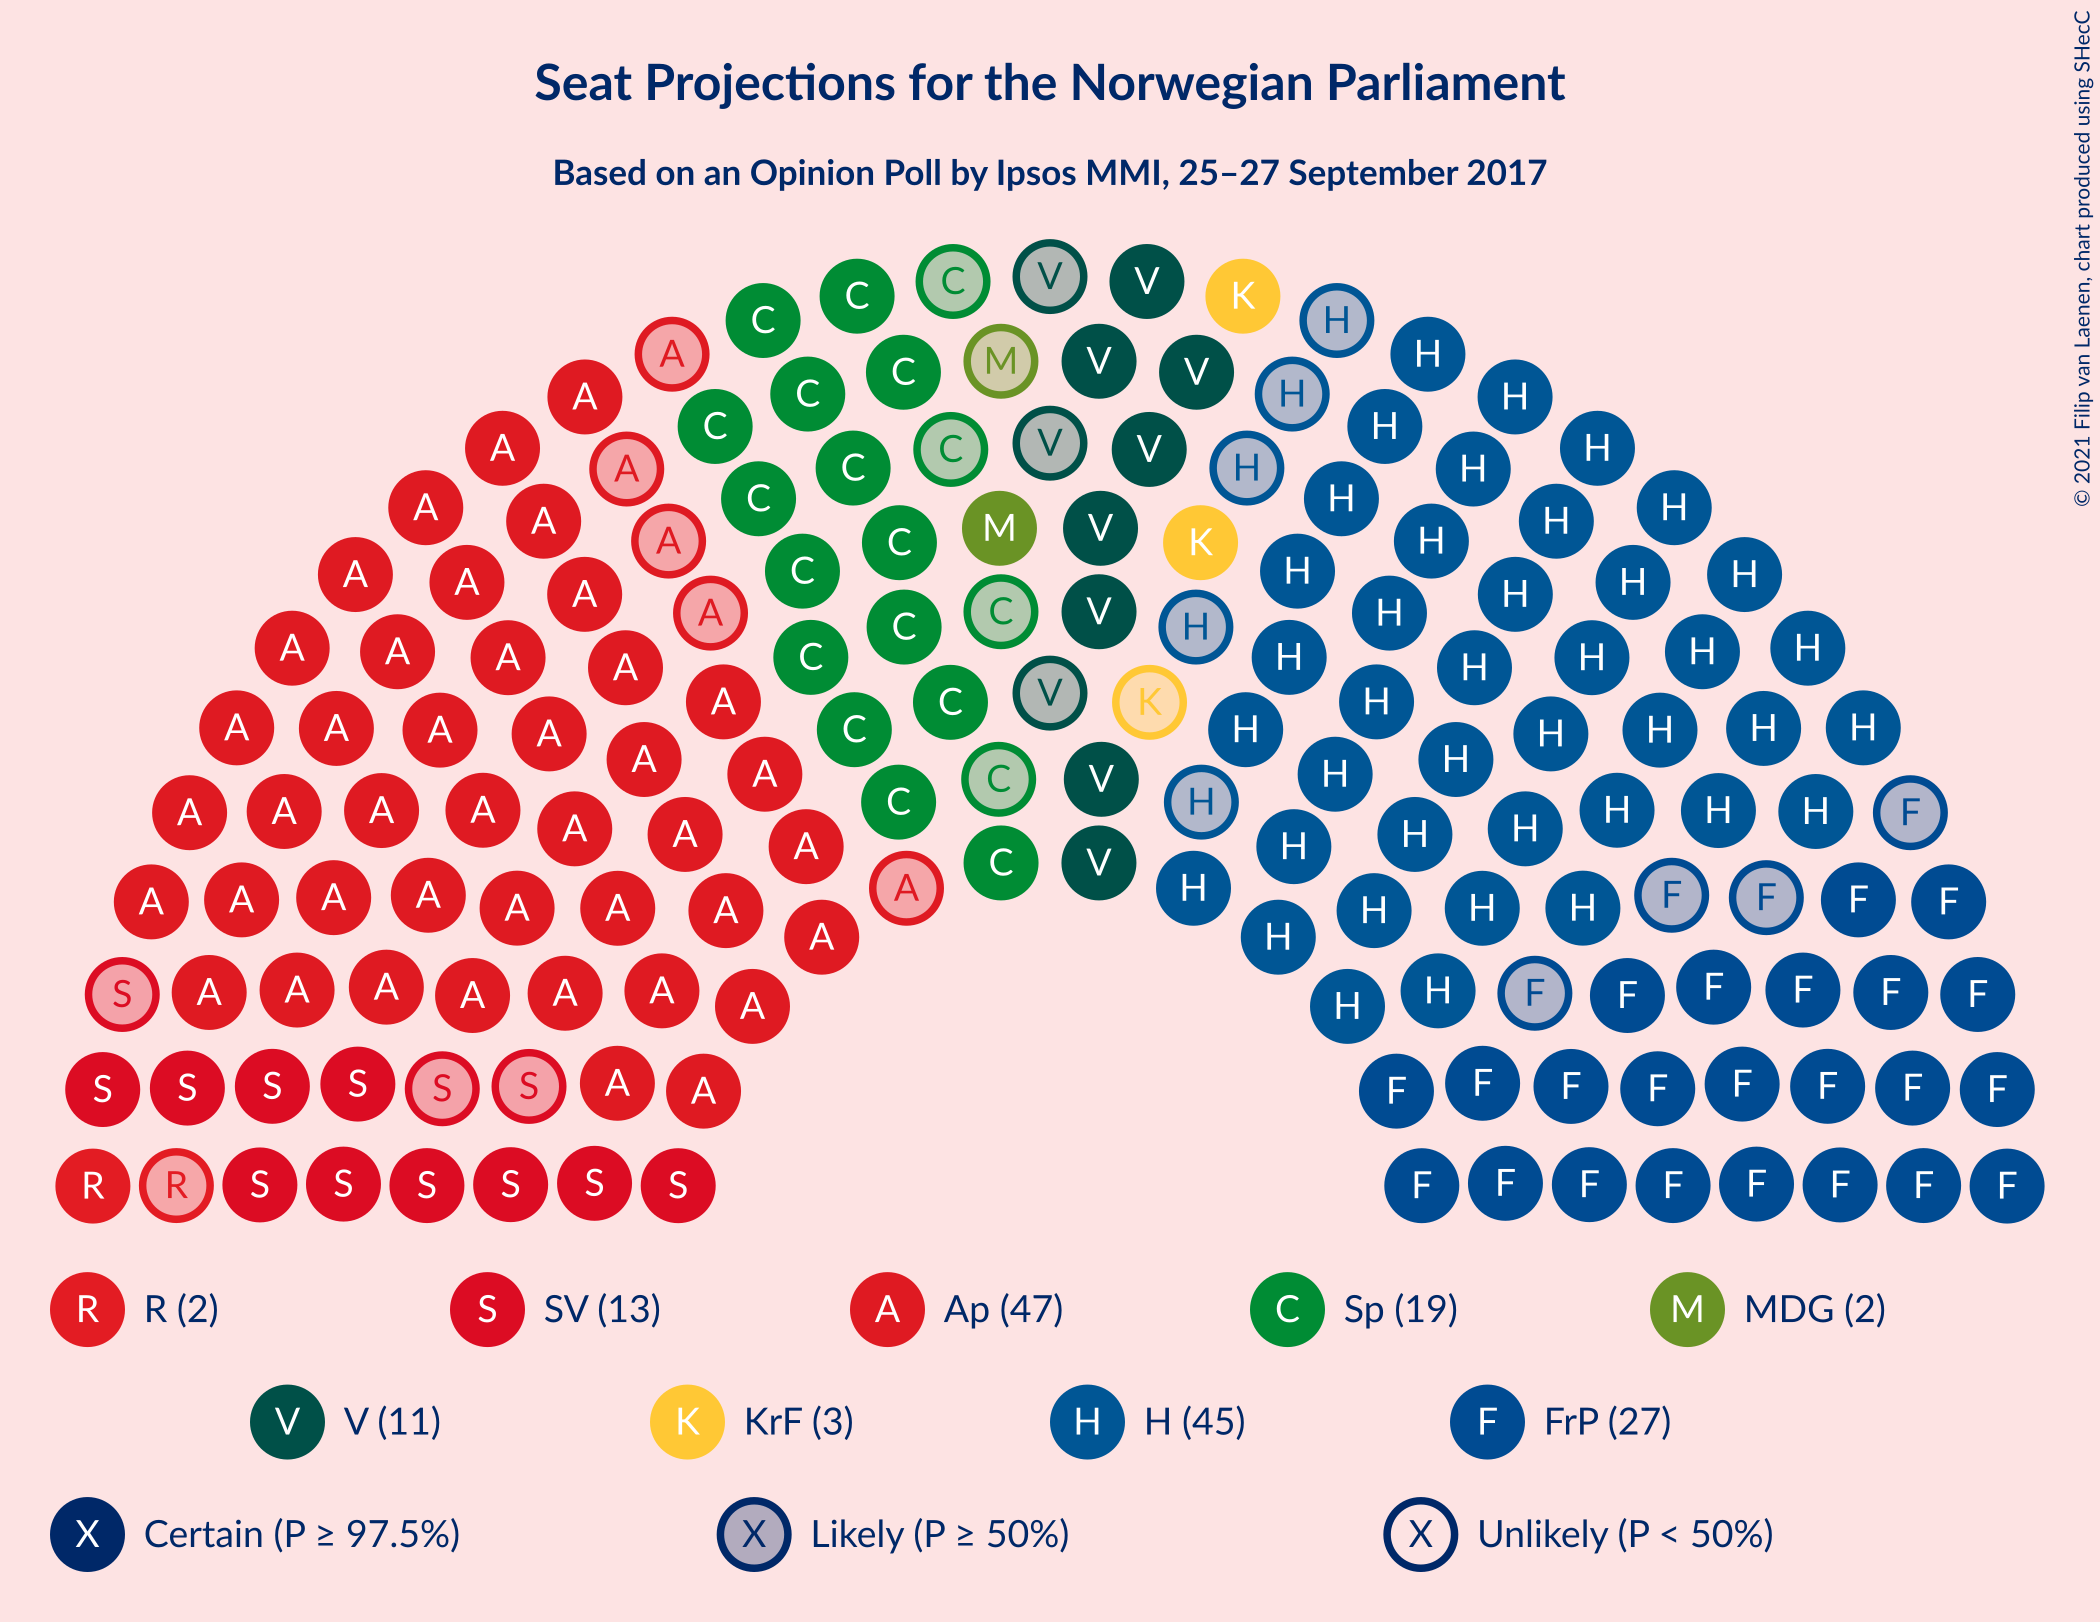 Seat Projections for the Norwegian Parliament
Based on an Opinion Poll by Ipsos MMI, 25–27 September 2017
© 2021 Filip van Laenen, chart produced using SHecC
C C C V V K H
A C C M V V H H H
A A C C C V V H H H H
A A A C C C M V K H H H H H
A A A A C C C V H H H H H H
A A A A A C C V K H H H H H H
A A A A A A C C V H H H H H H H
A A A A A A A A C V H H H H H H H F
A A A A A A A A H H H H F F F F
S A A A A A A A H H F F F F F F
S S S S S S A A F F F F F F F F
R R S S S S S S F F F F F F F F
R R (2) S SV (13) A Ap (47) C Sp (19) M MDG (2)
V V (11) K KrF (3) H H (45) F FrP (27)
X Certain (P ≥ 97.5%) X Likely (P ≥ 50%) X Unlikely (P < 50%)